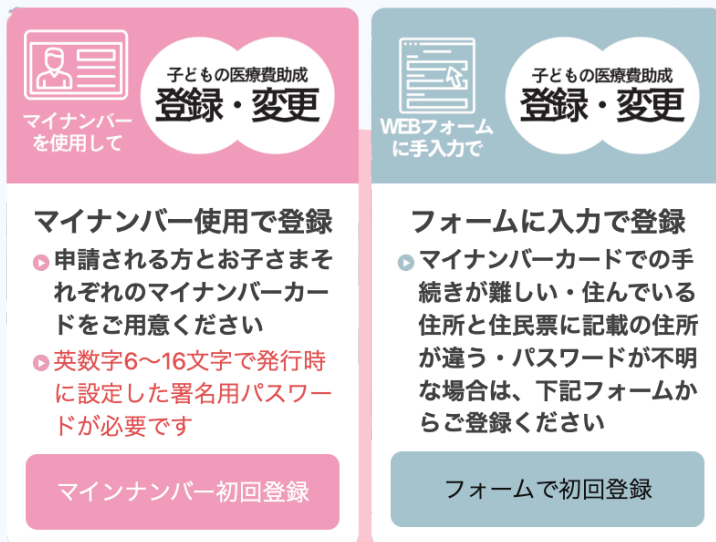 マイナンバー
を使用して
子どもの医療費助成
登録・変更
マイナンバー使用で登録
申請される方とお子さまそ
れぞれのマイナンバーカー
ドをご用意ください
英数字6〜16文字で発行時
に設定した署名用パスワー
ドが必要です
マインナンバー初回登録
WEBフォーム
に手入力で
子どもの医療費助成
登録・変更
フォームに入力で登録
マイナンバーカードでの手
続きが難しい・住んでいる
住所と住民票に記載の住所
が違う・パスワードが不明
な場合は、下記フォームか
らご登録ください
フォームで初回登録